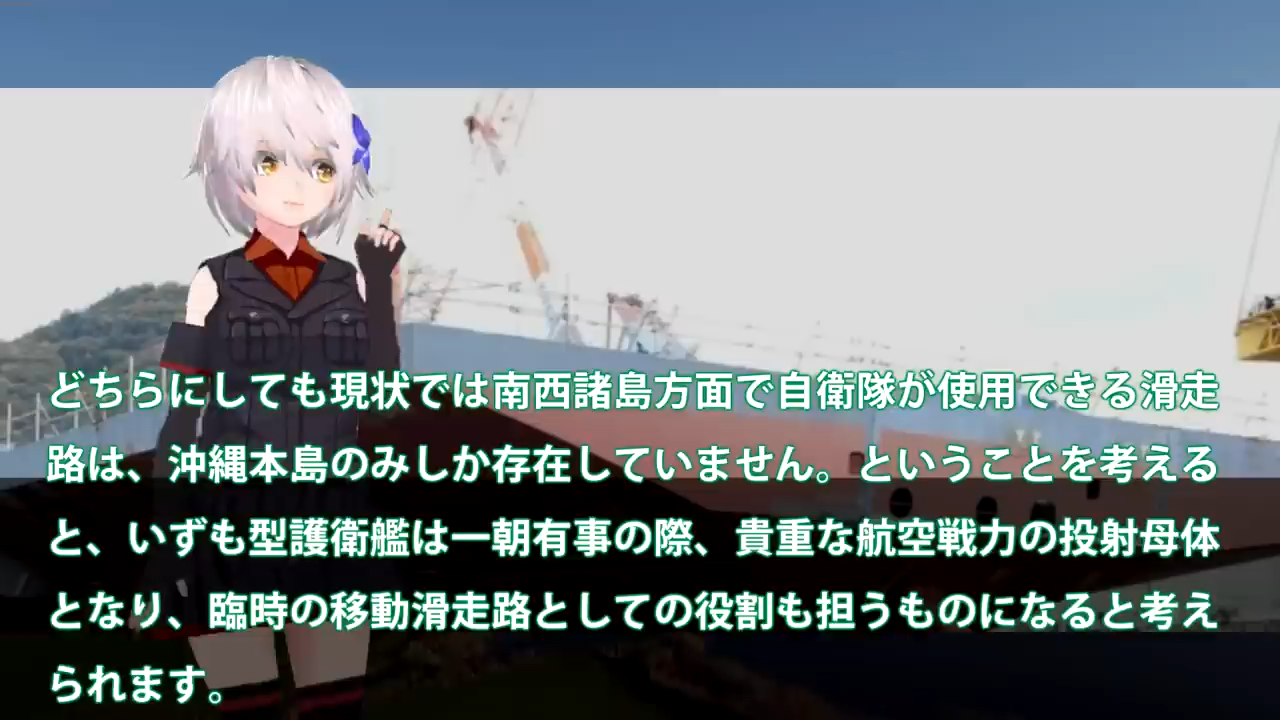 どちらにしても現状では南西諸島方面で自衛隊が使用できる滑走
路は、沖縄本島のみしか存在していません。ということを考える
と、いずも型護衛艦は一朝有事の際、貴重な航空戦力の投射母体
となり、臨時の移動滑走路としての役割も担うものになると考え
られます。